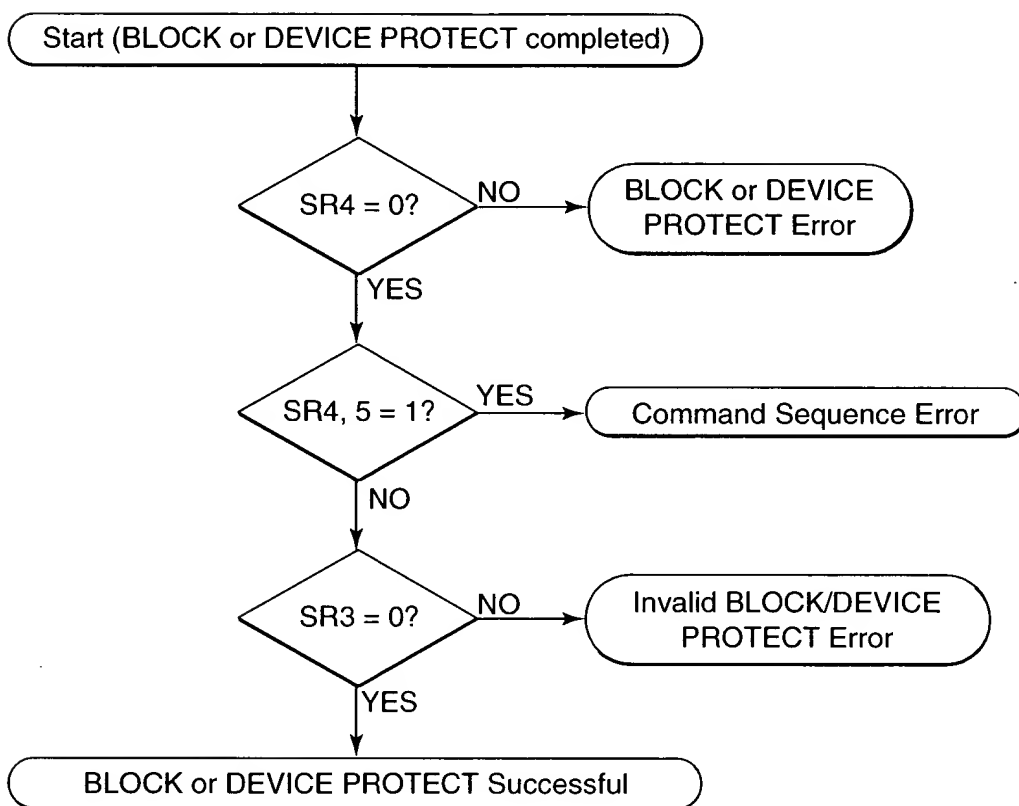 Start (BLOCK or DEVICE PROTECT completed)
SR4 = 0?
NO
BLOCK or DEVICE
PROTECT Error
YES
SR4, 5 = 1?
YES
Command Sequence Error
NO
SR3 = 0?
NO
Invalid BLOCK/DEVICE
PROTECT Error
YES
BLOCK or DEVICE PROTECT Successful